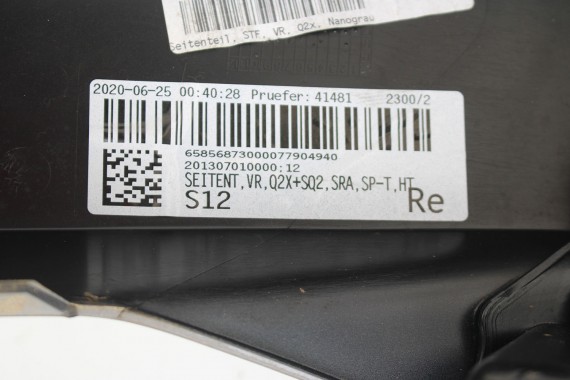 Seitenteil, STF, VR, Q2x, Nanograu
2020-06-25 00:40:28 Pruefer: 41481 2300/2
65856873000077904940
201307010000;12
SEITENT,VR,Q2X+SQ2,SRA,SP-T,HT
S12
Re